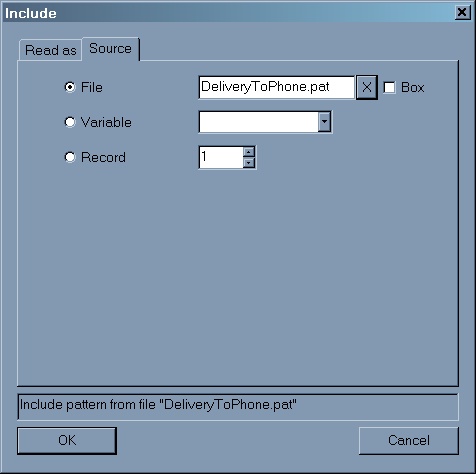 Include
Read as Source
File DeliveryToPhone.pat X Box
Variable
Record 1
Include pattern from file "DeliveryToPhone.pat"
OK Cancel